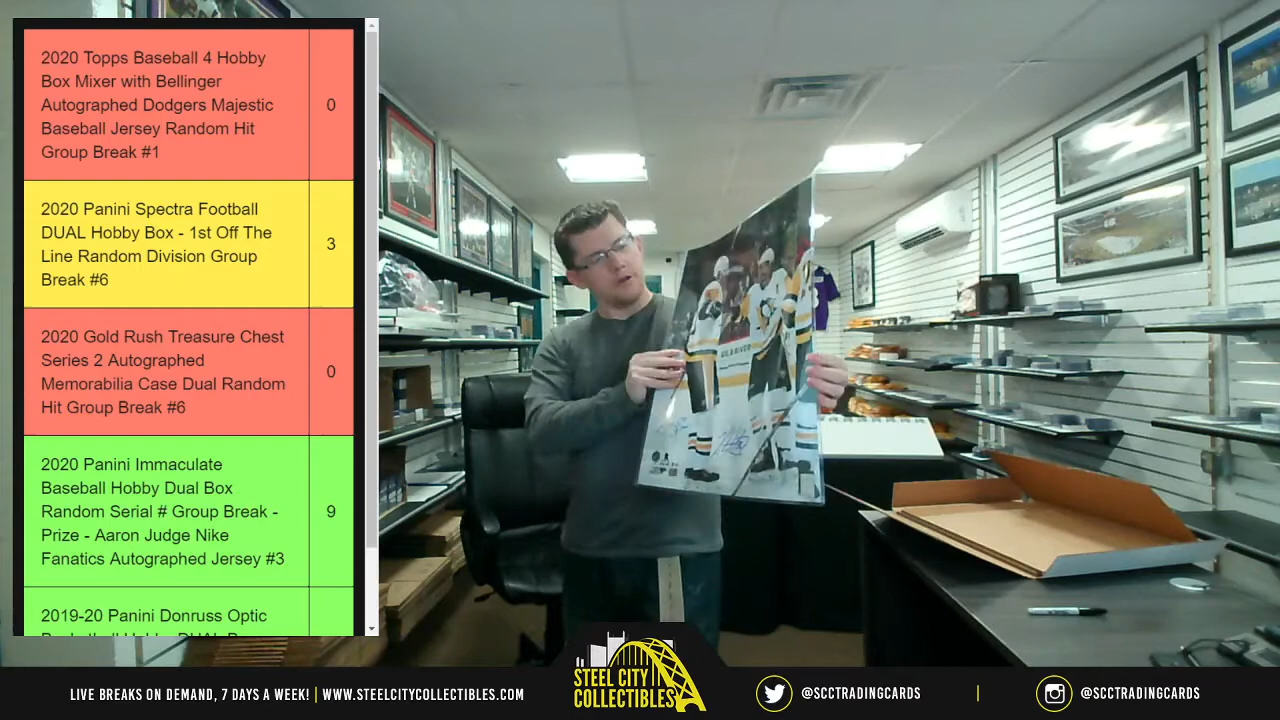 2020 Topps Baseball 4 Hobby
Box Mixer with Bellinger
Autographed Dodgers Majestic
Baseball Jersey Random Hit
Group Break #1
0
2020 Panini Spectra Football
DUAL Hobby Box - 1st Off The
Line Random Division Group
Break #6
3
2020 Gold Rush Treasure Chest
Series 2 Autographed
Memorabilia Case Dual Random
Hit Group Break #6
0
2020 Panini Immaculate
Baseball Hobby Dual Box
Random Serial # Group Break -
Prize - Aaron Judge Nike
Fanatics Autographed Jersey #3
9
2019-20 Panini Donruss Optic
STEEL CITY
COLLECTIBLES
LIVE BREAKS ON DEMAND, 7 DAYS A WEEK! | WWW.STEELCITYCOLLECTIBLES.COM
@SCCTRADINGCARDS
|
@SCCTRADINGCARDS